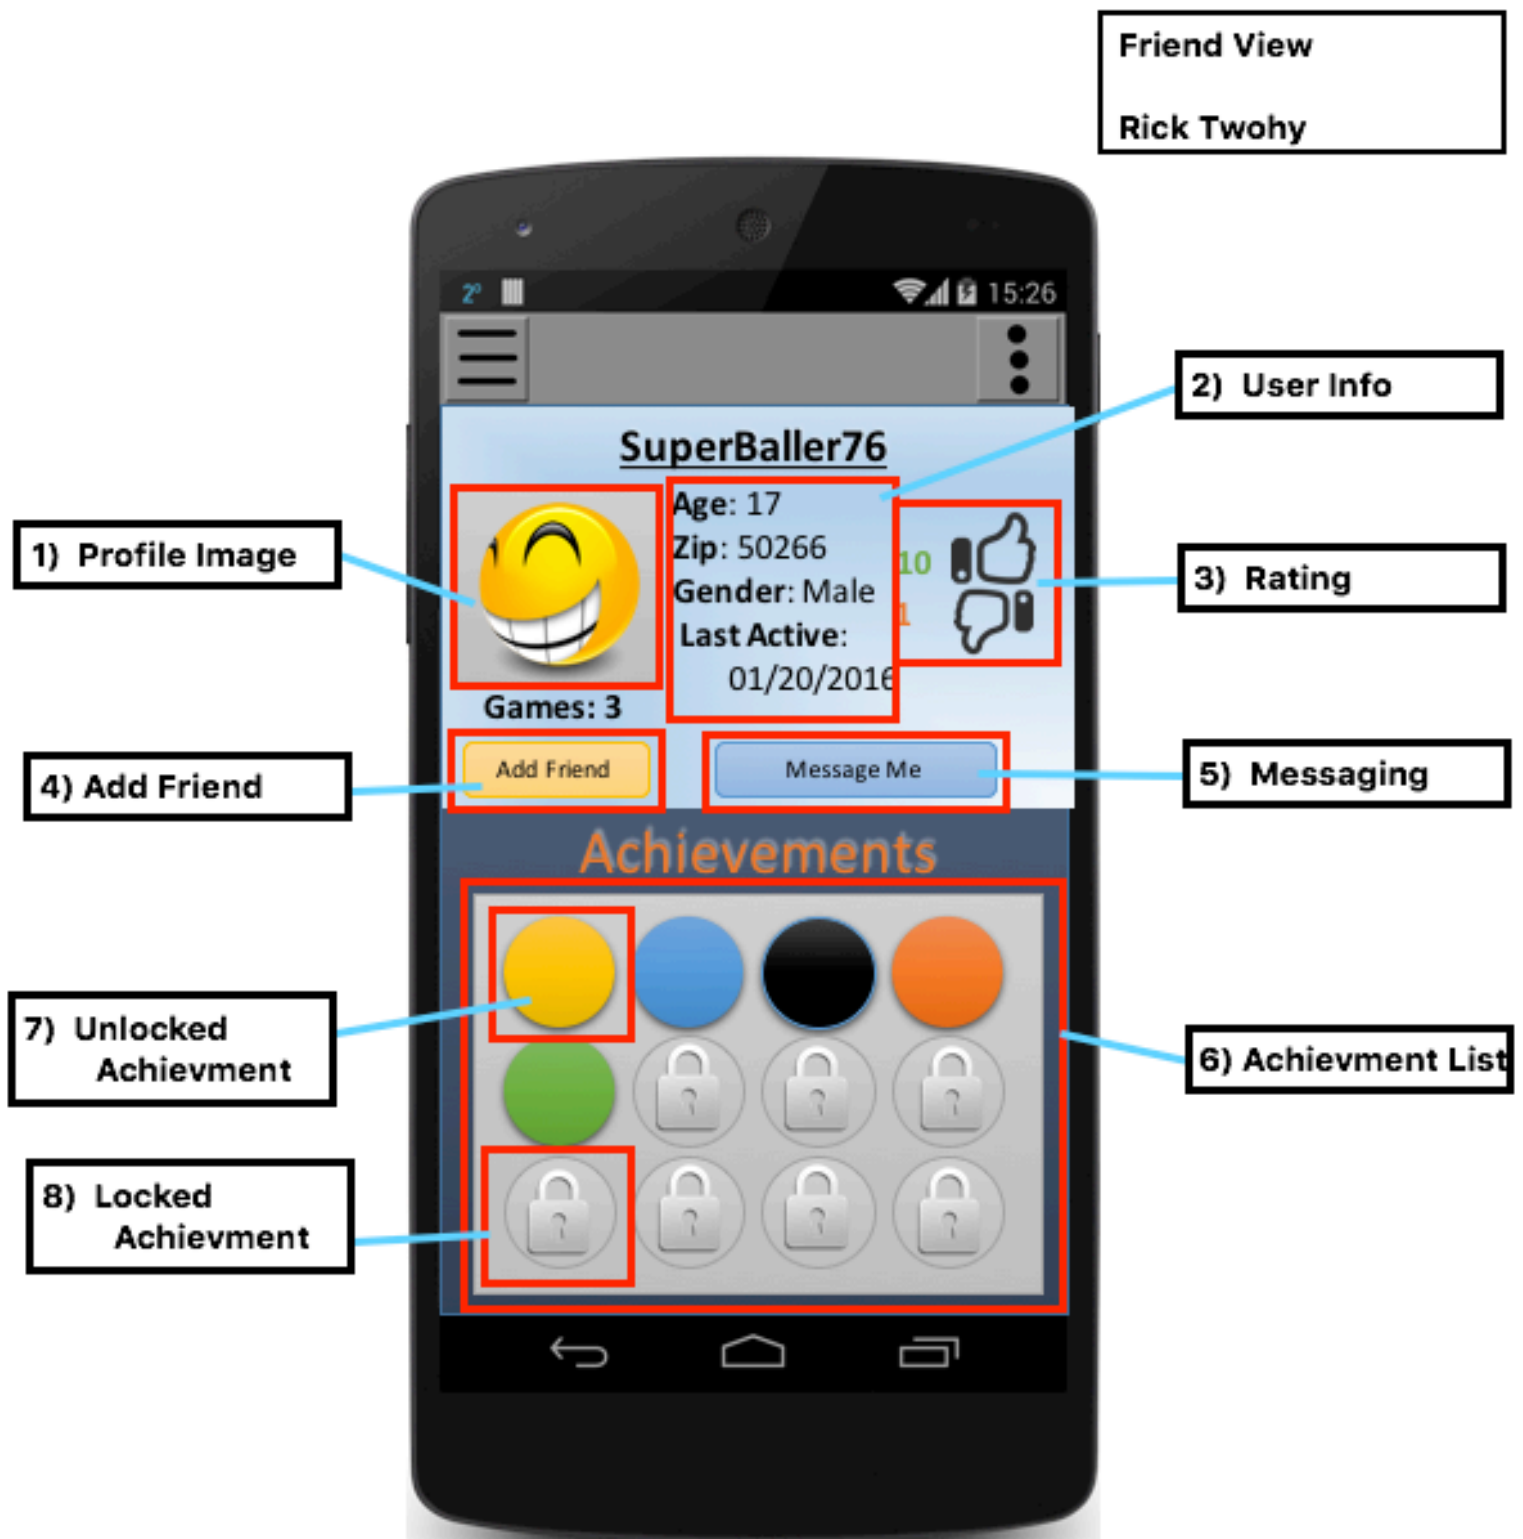 Friend View
Rick Twohy
2°
15:26
2) User Info
SuperBaller76
Age: 17
Zip: 50266
Gender: Male
Last Active:
01/20/2016
10
1
1) Profile Image
3) Rating
Games: 3
4) Add Friend
Add Friend
Message Me
5) Messaging
Achievements
7) Unlocked
Achievment
6) Achievment List
8) Locked
Achievment